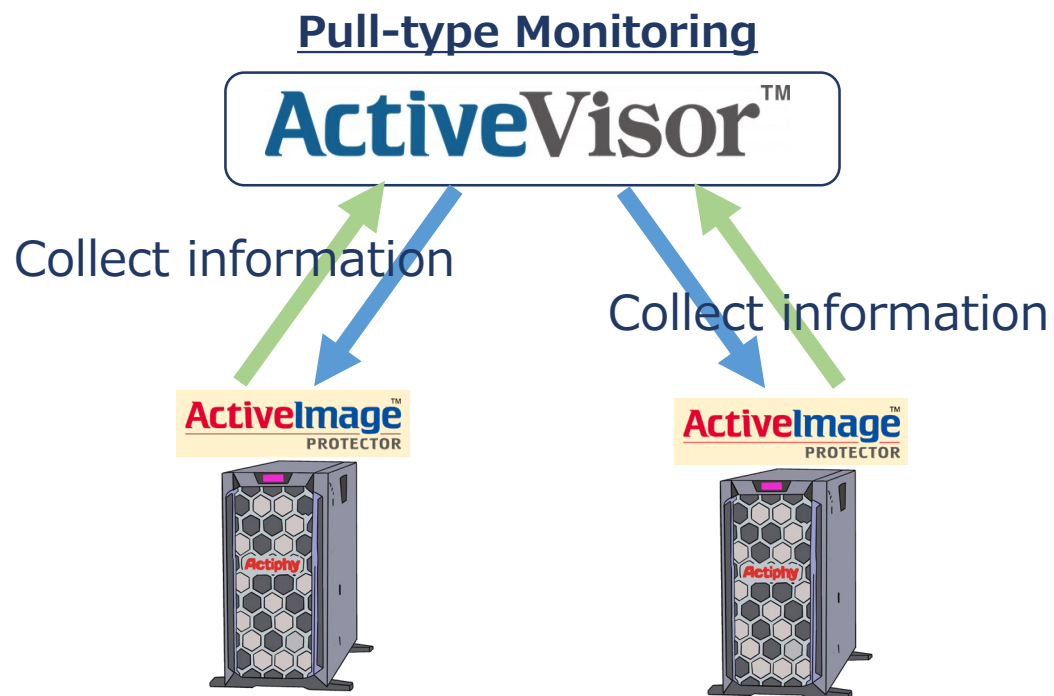 Pull-type Monitoring
ActiveVisor™
Collect information
Collect information
ActiveImage™
PROTECTOR
ActiveImage™
PROTECTOR
Actiphy
Actiphy